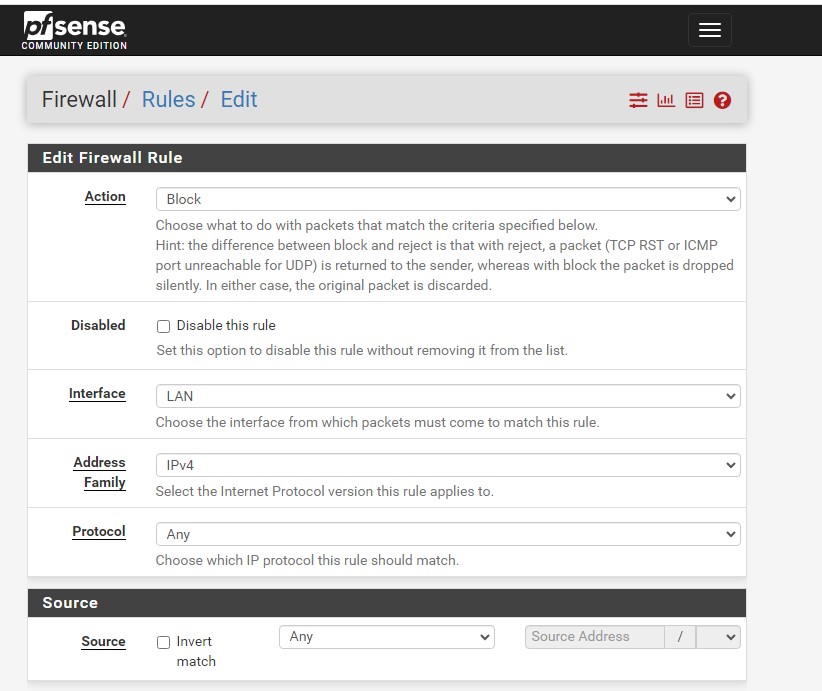 pfsense
COMMUNITY EDITION
Firewall / Rules / Edit
Edit Firewall Rule
Action
Block
Choose what to do with packets that match the criteria specified below.
Hint: the difference between block and reject is that with reject, a packet (TCP RST or ICMP
port unreachable for UDP) is returned to the sender, whereas with block the packet is dropped
silently. In either case, the original packet is discarded.
Disabled
Disable this rule
Set this option to disable this rule without removing it from the list.
Interface
LAN
Choose the interface from which packets must come to match this rule.
Address
Family
IPv4
Select the Internet Protocol version this rule applies to.
Protocol
Any
Choose which IP protocol this rule should match.
Source
Source
Invert
match
Any
Source Address
/